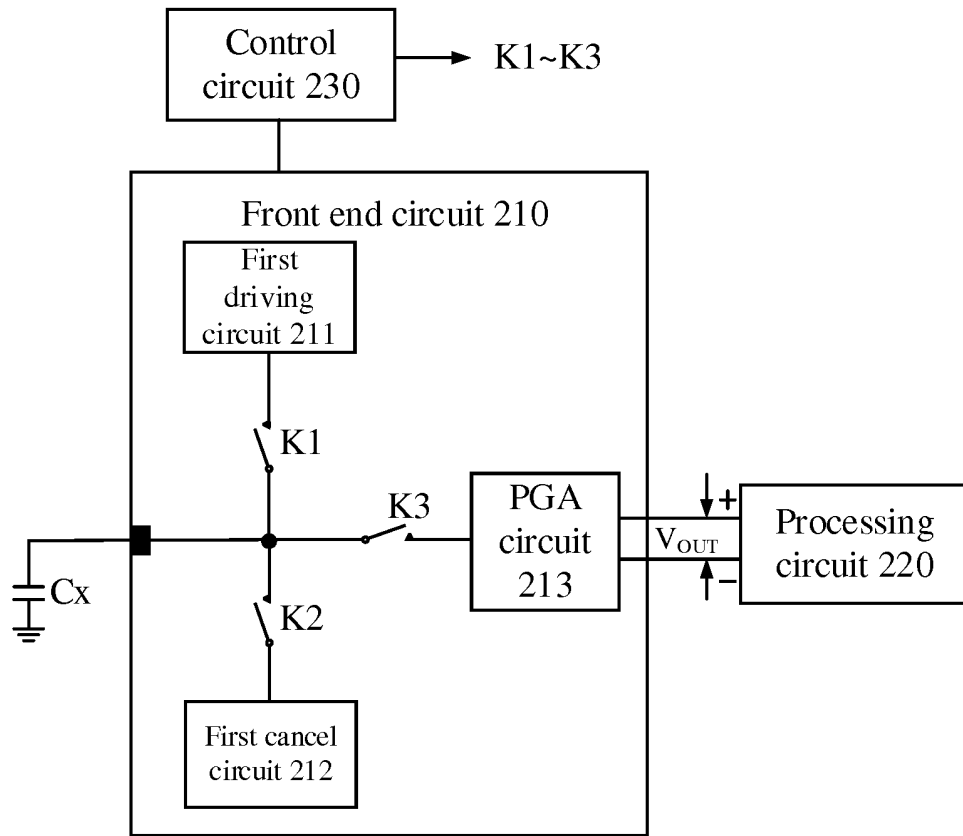 Control
circuit 230
K1~K3
Front end circuit 210
First
driving
circuit 211
K1
K3
PGA
circuit
213
+
VOUT
−
Processing
circuit 220
Cx
K2
First cancel
circuit 212